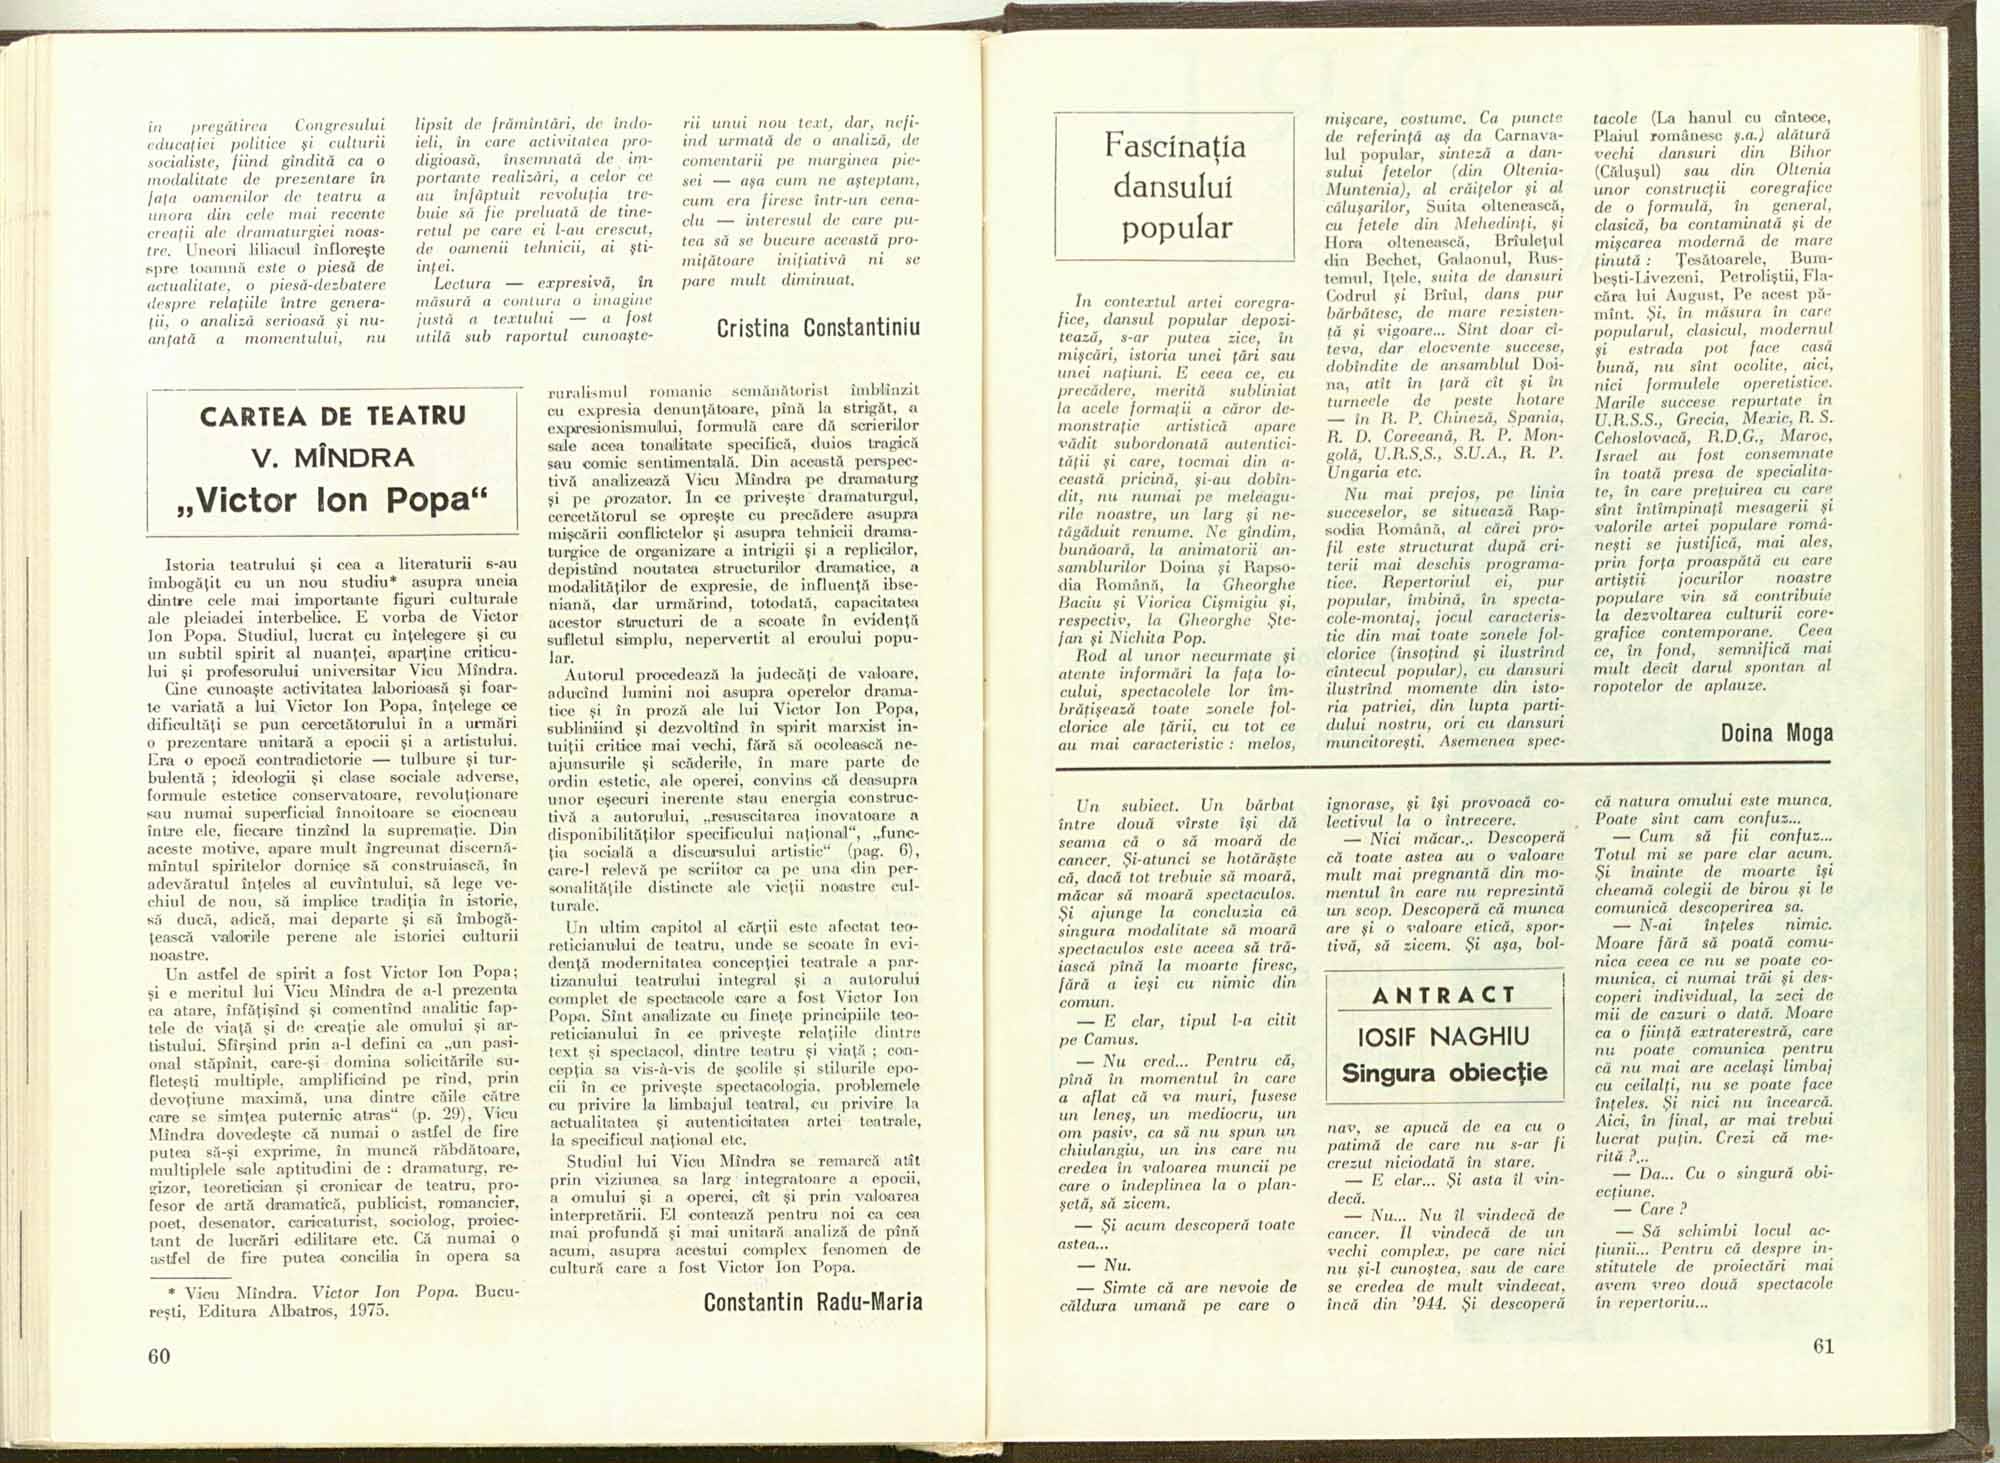 în pregătirea Congresului
educației politice și culturii
socialiste, fiind gîndită ca o
modalitate de prezentare în
fața oamenilor de teatru a
unora din cele mai recente
creații ale dramaturgiei noas-
tre. Uneori liliacul înflorește
spre toamnă este o piesă de
actualitate, o piesă-dezbatere
despre relațiile între genera-
ții, o analiză serioasă și nu-
anțată a momentului, nu
lipsit de frămîntări, de îndo-
ieli, în care activitatea pro-
digioasă, însemnată de im-
portante realizări, a celor ce
au înfăptuit revoluția tre-
buie să fie preluată de tine-
retul pe care ei l-au crescut,
de oamenii tehnicii, ai ști-
inței.
Lectura — expresivă, în
măsură a contura o imagine
justă a textului — a fost
utilă sub raportul cunoaște-
rii unui nou text, dar, nefi-
ind urmată de o analiză, de
comentarii pe marginea pie-
sei — așa cum ne așteptam,
cum era firesc într-un cena-
clu — interesul de care pu-
tea să se bucure această pro-
mițătoare inițiativă ni se
pare mult diminuat.
Cristina Constantiniu
CARTEA DE TEATRU
V. MÎNDRA
„Victor Ion Popa“
Istoria teatrului și cea a literaturii s-au
îmbogățit cu un nou studiu* asupra uneia
dintre cele mai importante figuri culturale
ale pleiadei interbelice. E vorba de Victor
Ion Popa. Studiul, lucrat cu înțelegere și cu
un subtil spirit al nuanței, aparține criticu-
lui și profesorului universitar Vicu Mîndra.
Cine cunoaște activitatea laborioasă și foar-
te variată a lui Victor Ion Popa, înțelege ce
dificultăți se pun cercetătorului în a urmări
o prezentare unitară a epocii și a artistului.
Era o epocă contradictorie — tulbure și tur-
bulentă ; ideologii și clase sociale adverse,
formule estetice conservatoare, revoluționare
sau numai superficial înnoitoare se ciocneau
între ele, fiecare tinzînd la supremație. Din
aceste motive, apare mult îngreunat discernă-
mîntul spiritelor dornice să construiască, în
adevăratul înțeles al cuvîntului, să lege ve-
chiul de nou, să implice tradiția în istorie,
să ducă, adică, mai departe și să îmbogă-
țească valorile perene ale istoriei culturii
noastre.
Un astfel de spirit a fost Victor Ion Popa;
și e meritul lui Vicu Mîndra de a-l prezenta
ca atare, înfățișînd și comentînd analitic fap-
tele de viață și de creație ale omului și ar-
tistului. Sfîrșind prin a-l defini ca „un pasi-
onal stăpînit, care-și domina solicitările su-
fletești multiple, amplificînd pe rînd, prin
devoțiune maximă, una dintre căile către
care se simțea puternic atras“ (p. 29), Vicu
Mîndra dovedește că numai o astfel de fire
putea să-și exprime, în muncă răbdătoare,
multiplele sale aptitudini de : dramaturg, re-
gizor, teoretician și cronicar de teatru, pro-
fesor de artă dramatică, publicist, romancier,
poet, desenator, caricaturist, sociolog, proiec-
tant de lucrări edilitare etc. Că numai o
astfel de fire putea concilia în opera sa
* Vicu Mîndra. Victor Ion Popa. Bucu-
rești, Editura Albatros, 1975.
60
ruralismul romanic semănătorist îmblînzit
cu expresia denunțătoare, pînă la strigăt, a
expresionismului, formulă care dă scrierilor
sale acea tonalitate specifică, duios tragică
sau comic sentimentală. Din această perspec-
tivă analizează Vicu Mîndra pe dramaturg
și pe prozator. În ce privește dramaturgul,
cercetătorul se oprește cu precădere asupra
mișcării conflictelor și asupra tehnicii drama-
turgice de organizare a intrigii și a replicilor,
depistînd noutatea structurilor dramatice, a
modalităților de expresie, de influență ibse-
niană, dar urmărind, totodată, capacitatea
acestor structuri de a scoate în evidență
sufletul simplu, nepervertit al eroului popu-
lar.
Autorul procedează la judecăți de valoare,
aducînd lumini noi asupra operelor drama-
tice și în proză ale lui Victor Ion Popa,
subliniind și dezvoltînd în spirit marxist in-
tuiții critice mai vechi, fără să ocolească ne-
ajunsurile și scăderile, în mare parte de
ordin estetic, ale operei, convins că deasupra
unor eșecuri inerente stau energia construc-
tivă a autorului, „resuscitarea inovatoare a
disponibilităților specificului național“, „func-
ția socială a discursului artistic“ (pag. 6),
care-l relevă pe scriitor ca pe una din per-
sonalitățile distincte ale vieții noastre cul-
turale.
Un ultim capitol al cărții este afectat teo-
reticianului de teatru, unde se scoate în evi-
dență modernitatea concepției teatrale a par-
tizanului teatrului integral și a autorului
complet de spectacole care a fost Victor Ion
Popa. Sînt analizate cu finețe principiile teo-
reticianului în ce privește relațiile dintre
text și spectacol, dintre teatru și viață ; con-
cepția sa vis-à-vis de școlile și stilurile epo-
cii în ce privește spectacologia, problemele
cu privire la limbajul teatral, cu privire la
actualitatea și autenticitatea artei teatrale,
la specificul național etc.
Studiul lui Vicu Mîndra se remarcă atît
prin viziunea sa larg integratoare a epocii,
a omului și a operei, cît și prin valoarea
interpretării. El contează pentru noi ca cea
mai profundă și mai unitară analiză de pînă
acum, asupra acestui complex fenomen de
cultură care a fost Victor Ion Popa.
Constantin Radu-Maria
Fascinația
dansului
popular
În contextul artei coregra-
fice, dansul popular depozi-
tează, s-ar putea zice, în
mișcări, istoria unei țări sau
unei națiuni. E ceea ce, cu
precădere, merită subliniat
la acele formații a căror de-
monstrație artistică apare
vădit subordonată autentici-
tății și care, tocmai din a-
ceastă pricină, și-au dobîn-
dit, nu numai pe meleagu-
rile noastre, un larg și ne-
tăgăduit renume. Ne gîndim,
bunăoară, la animatorii an-
samblurilor Doina și Rapso-
dia Română, la Gheorghe
Baciu și Viorica Cișmigiu și,
respectiv, la Gheorghe Ște-
fan și Nichita Pop.
Rod al unor necurmate și
atente informări la fața lo-
cului, spectacolele lor îm-
brățișează toate zonele fol-
clorice ale țării, cu tot ce
au mai caracteristic : melos,
mișcare, costume. Ca puncte
de referință aș da Carnava-
lul popular, sinteză a dan-
sului fetelor (din Oltenia-
Muntenia), al crăițelor și al
călușarilor, Suita oltenească,
cu fetele din Mehedinți, și
Hora oltenească, Brîulețul
din Bechet, Galaonul, Rus-
temul, Ițele, suita de dansuri
Codrul și Brîul, dans pur
bărbătesc, de mare rezisten-
ță și vigoare... Sînt doar cî-
teva, dar elocvente succese,
dobîndite de ansamblul Doi-
na, atît în țară cît și în
turneele de peste hotare
— în R. P. Chineză, Spania,
R. D. Coreeană, R. P. Mon-
golă, U.R.S.S., S.U.A., R. P.
Ungaria etc.
Nu mai prejos, pe linia
succeselor, se situează Rap-
sodia Română, al cărei pro-
fil este structurat după cri-
terii mai deschis programa-
tice. Repertoriul ei, pur
popular, îmbină, în specta-
cole-montaj, jocul caracteris-
tic din mai toate zonele fol-
clorice (însoțind și ilustrînd
cîntecul popular), cu dansuri
ilustrînd momente din isto-
ria patriei, din lupta parti-
dului nostru, ori cu dansuri
muncitorești. Asemenea spec-
tacole (La hanul cu cîntece,
Plaiul românesc ș.a.) alătură
vechi dansuri din Bihor
(Călușul) sau din Oltenia
unor construcții coregrafice
de o formulă, în general,
clasică, ba contaminată și de
mișcarea modernă de mare
ținută : Țesătoarele, Bum-
bești-Livezeni, Petroliștii, Fla-
căra lui August, Pe acest pă-
mînt. Și, în măsura în care
popularul, clasicul, modernul
și estrada pot face casă
bună, nu sînt ocolite, aici,
nici formulele operetistice.
Marile succese repurtate în
U.R.S.S., Grecia, Mexic, R. S.
Cehoslovacă, R.D.G., Maroc,
Israel au fost consemnate
în toată presa de specialita-
te, în care prețuirea cu care
sînt întîmpinați mesagerii și
valorile artei populare româ-
nești se justifică, mai ales,
prin forța proaspătă cu care
artiștii jocurilor noastre
populare vin să contribuie
la dezvoltarea culturii core-
grafice contemporane. Ceea
ce, în fond, semnifică mai
mult decît darul spontan al
ropotelor de aplauze.
Doina Moga
Un subiect. Un bărbat
între două vîrste își dă
seama că o să moară de
cancer. Și-atunci se hotărăște
că, dacă tot trebuie să moară,
măcar să moară spectaculos.
Și ajunge la concluzia că
singura modalitate să moară
spectaculos este aceea să tră-
iască pînă la moarte firesc,
fără a ieși cu nimic din
comun.
— E clar, tipul l-a citit
pe Camus.
— Nu cred... Pentru că,
pînă în momentul în care
a aflat că va muri, fusese
un leneș, un mediocru, un
om pasiv, ca să nu spun un
chiulangiu, un ins care nu
credea în valoarea muncii pe
care o îndeplinea la o plan-
șetă, să zicem.
— Și acum descoperă toate
astea...
— Nu.
— Simte că are nevoie de
căldura umană pe care o
ignorase, și își provoacă co-
lectivul la o întrecere.
— Nici măcar... Descoperă
că toate astea au o valoare
mult mai pregnantă din mo-
mentul în care nu reprezintă
un scop. Descoperă că munca
are și o valoare etică, spor-
tivă, să zicem. Și așa, bol-
ANTRACT
IOSIF NAGHIU
Singura obiecție
nav, se apucă de ea cu o
patimă de care nu s-ar fi
crezut niciodată în stare.
— E clar... Și asta îl vin-
decă.
— Nu... Nu îl vindecă de
cancer. Îl vindecă de un
vechi complex, pe care nici
nu și-l cunoștea, sau de care
se credea de mult vindecat,
încă din '944. Și descoperă
că natura omului este munca.
Poate sînt cam confuz...
— Cum să fii confuz...
Totul mi se pare clar acum.
Și înainte de moarte își
cheamă colegii de birou și le
comunică descoperirea sa.
— N-ai înțeles nimic.
Moare fără să poată comu-
nica ceea ce nu se poate co-
munica, ci numai trăi și des-
coperi individual, la zeci de
mii de cazuri o dată. Moare
ca o ființă extraterestră, care
nu poate comunica pentru
că nu mai are același limbaj
cu ceilalți, nu se poate face
înțeles. Și nici nu încearcă.
Aici, în final, ar mai trebui
lucrat puțin. Crezi că me-
rită ?...
— Da... Cu o singură obi-
ecțiune.
— Care ?
— Să schimbi locul ac-
țiunii... Pentru că despre in-
stitutele de proiectări mai
avem vreo două spectacole
în repertoriu...
61